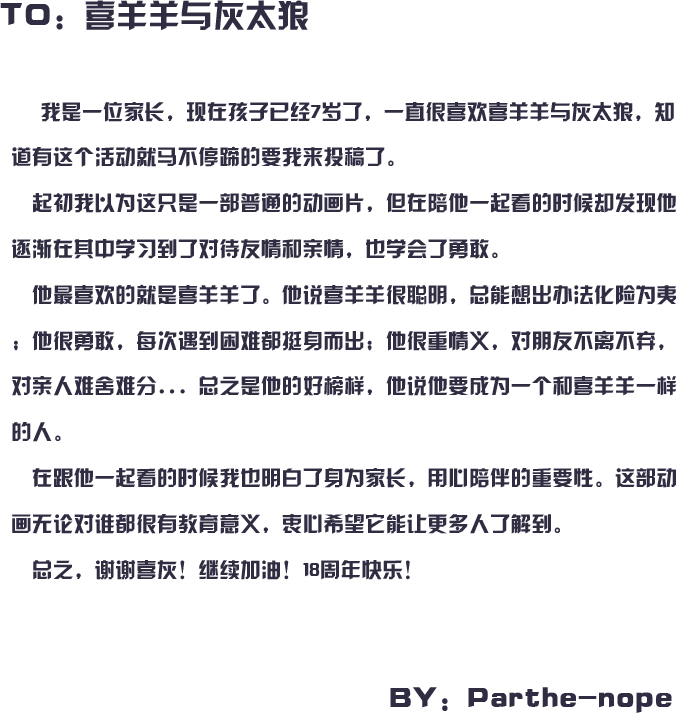 TO：喜羊羊与灰太狼
我是一位家长，现在孩子已经7岁了，一直很喜欢喜羊羊与灰太狼，知
道有这个活动就马不停蹄的要我来投稿了。
起初我以为这只是一部普通的动画片，但在陪他一起看的时候却发现他
逐渐在其中学习到了对待友情和亲情，也学会了勇敢。
他最喜欢的就是喜羊羊了。他说喜羊羊很聪明，总能想出办法化险为夷
；他很勇敢，每次遇到困难都挺身而出；他很重情义，对朋友不离不弃，
对亲人难舍难分...总之是他的好榜样，他说他要成为一个和喜羊羊一样
的人。
在跟他一起看的时候我也明白了身为家长，用心陪伴的重要性。这部动
画无论对谁都很有教育意义，衷心希望它能让更多人了解到。
总之，谢谢喜灰！继续加油！18周年快乐！
BY：Parthe-nope